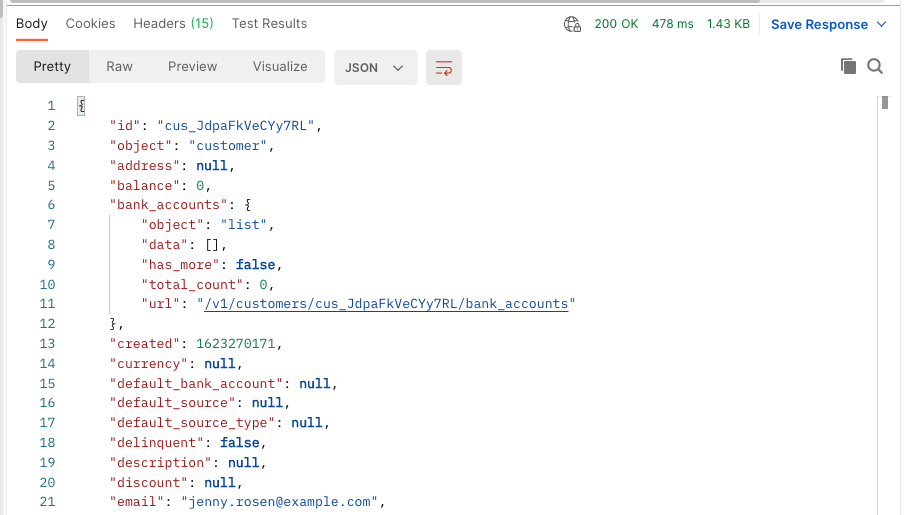 Body Cookies Headers (15) Test Results 200 OK 478 ms 1.43 KB Save Response
Pretty Raw Preview Visualize JSON
1 {
2 "id": "cus_JdpaFkVeCYy7RL",
3 "object": "customer",
4 "address": null,
5 "balance": 0,
6 "bank_accounts": {
7 "object": "list",
8 "data": [],
9 "has_more": false,
10 "total_count": 0,
11 "url": "/v1/customers/cus_JdpaFkVeCYy7RL/bank_accounts"
12 },
13 "created": 1623270171,
14 "currency": null,
15 "default_bank_account": null,
16 "default_source": null,
17 "default_source_type": null,
18 "delinquent": false,
19 "description": null,
20 "discount": null,
21 "email": "jenny.rosen@example.com",